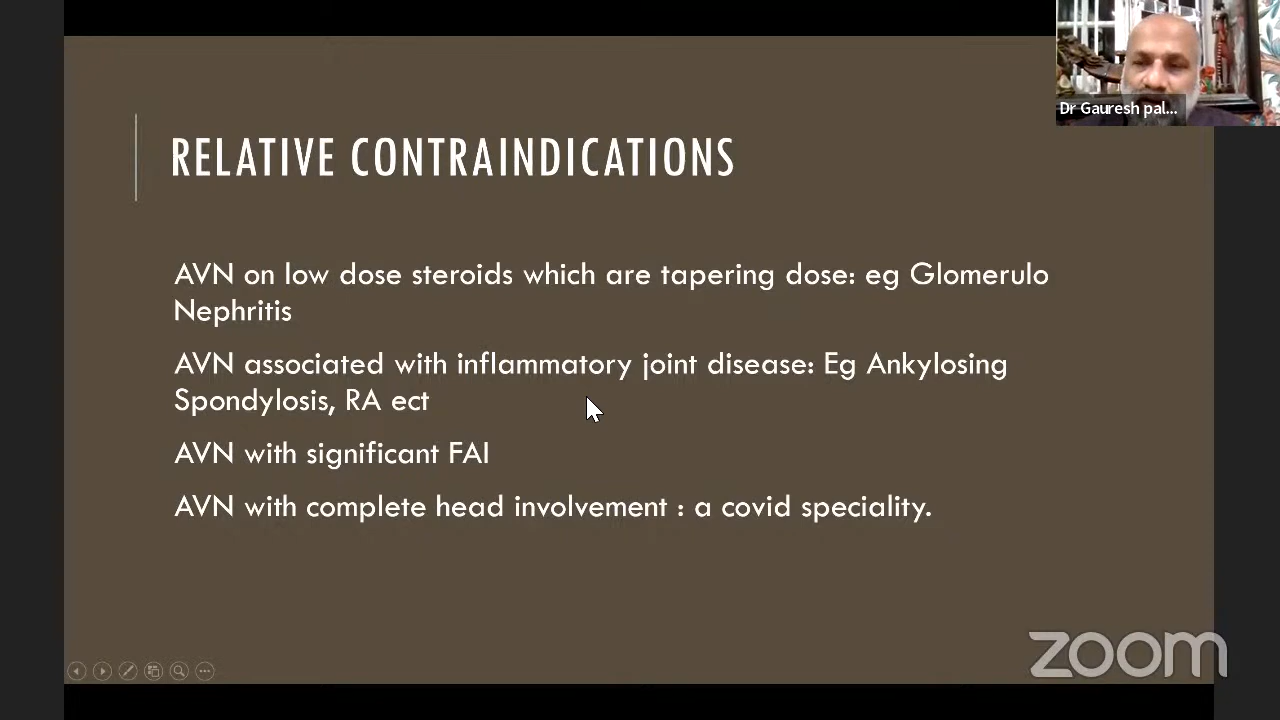 Dr Gauresh pal...
RELATIVE CONTRAINDICATIONS
AVN on low dose steroids which are tapering dose: eg Glomerulo
Nephritis
AVN associated with inflammatory joint disease: Eg Ankylosing
Spondylosis, RA ect
AVN with significant FAI
AVN with complete head involvement : a covid speciality.
zoom